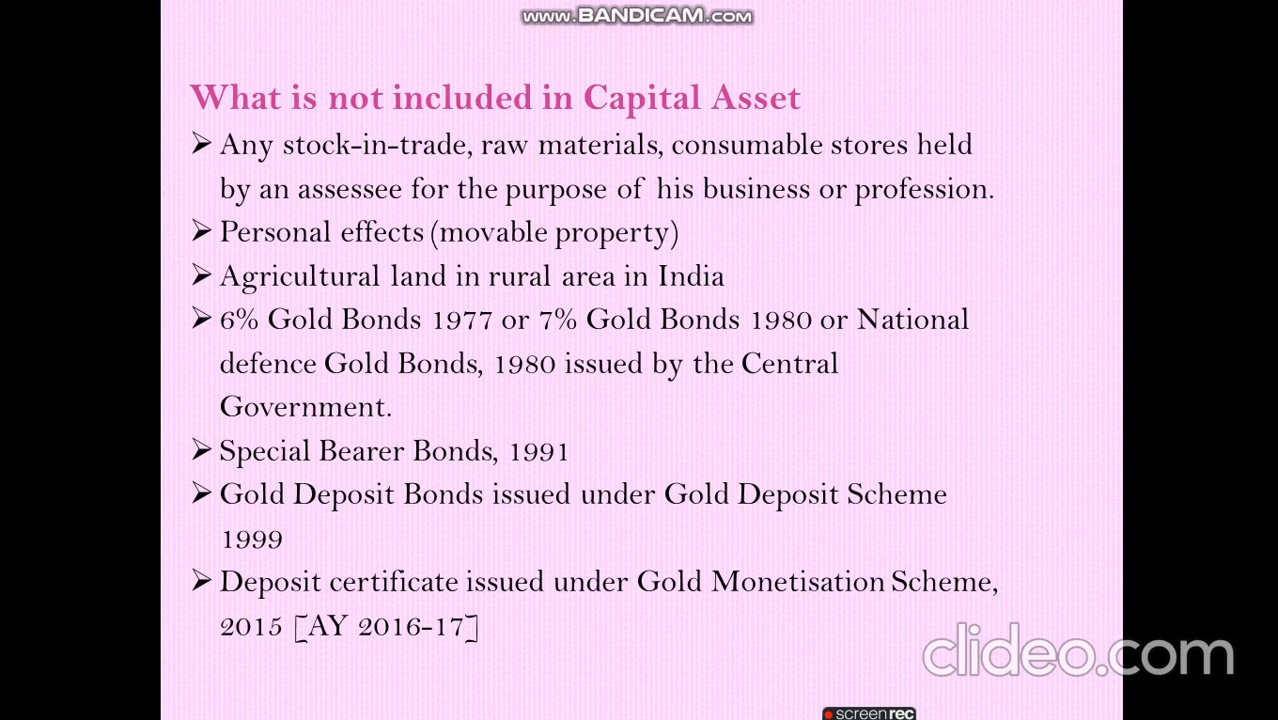 www.BANDICAM.com
What is not included in Capital Asset
➢ Any stock-in-trade, raw materials, consumable stores held
by an assessee for the purpose of his business or profession.
➢ Personal effects (movable property)
➢ Agricultural land in rural area in India
➢ 6% Gold Bonds 1977 or 7% Gold Bonds 1980 or National
defence Gold Bonds, 1980 issued by the Central
Government.
➢ Special Bearer Bonds, 1991
➢ Gold Deposit Bonds issued under Gold Deposit Scheme
1999
➢ Deposit certificate issued under Gold Monetisation Scheme,
2015 [AY 2016-17]
clideo.com
screenrec